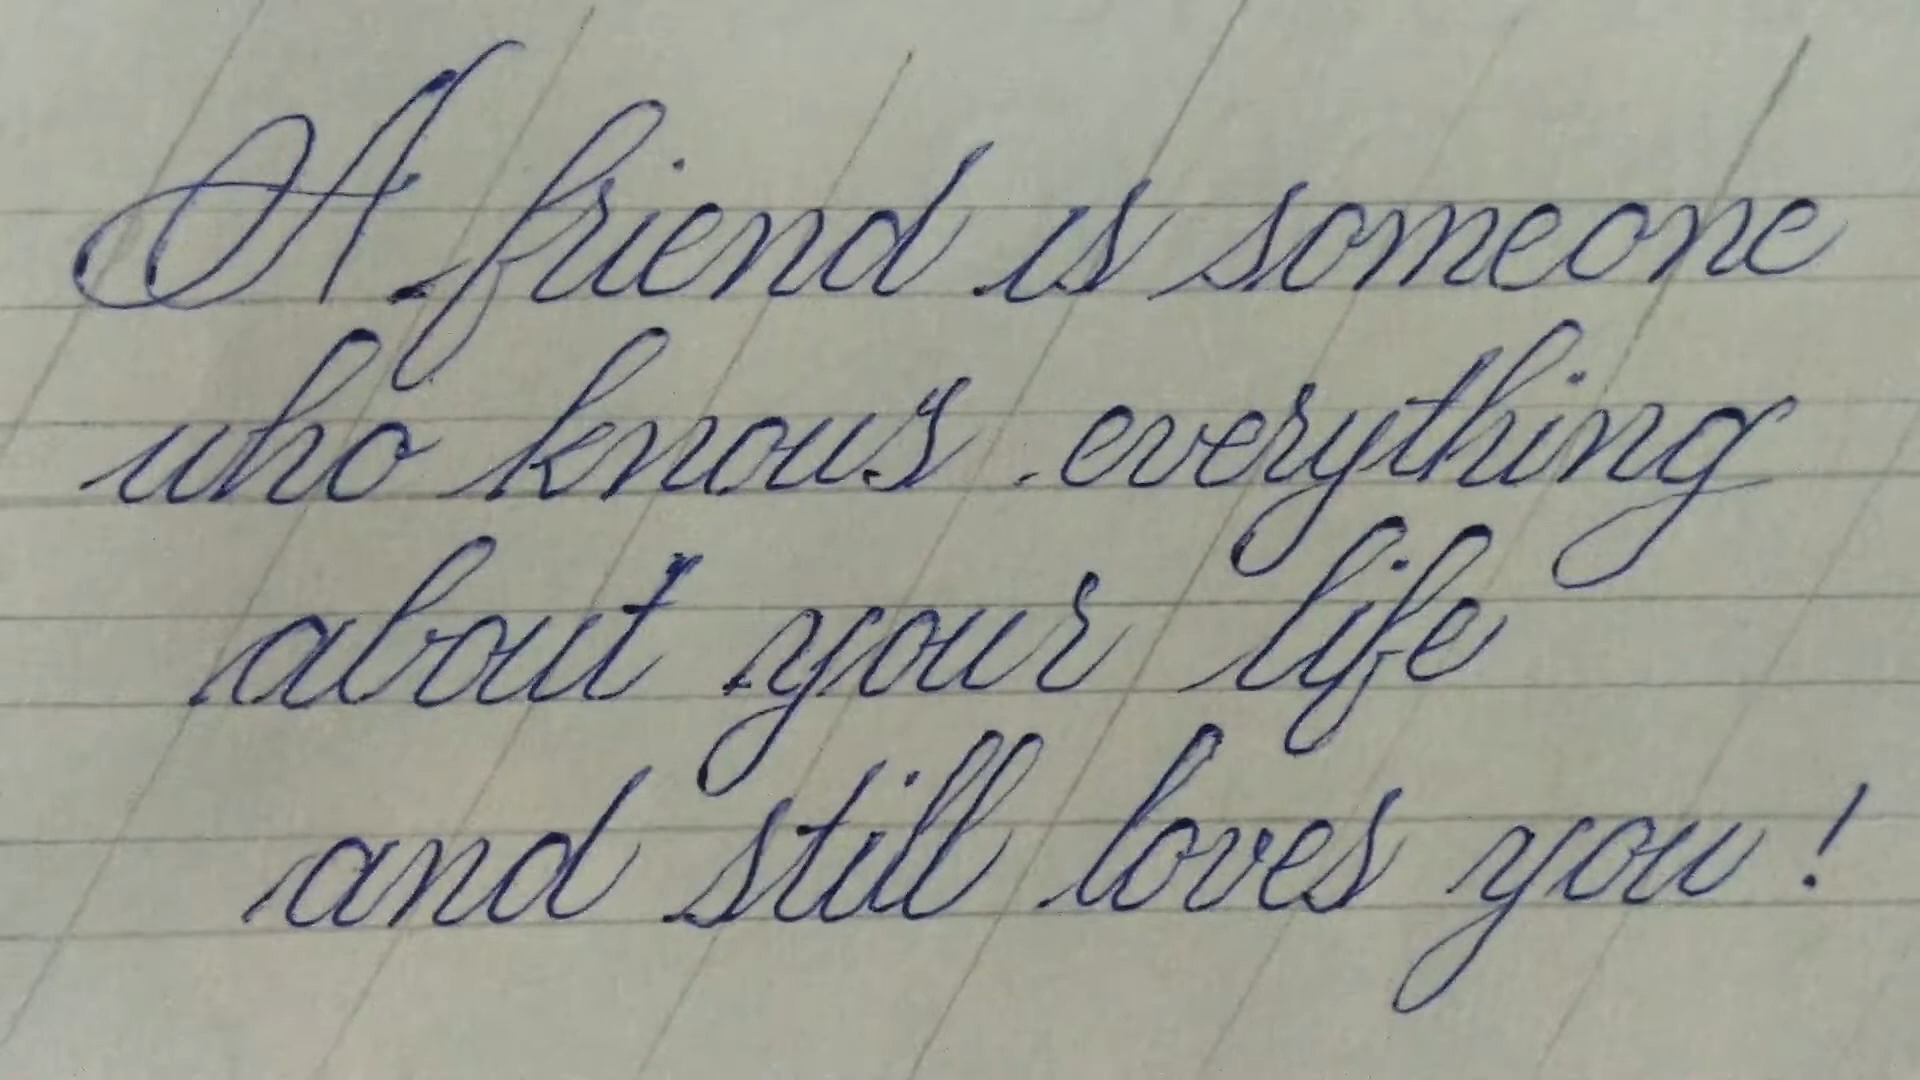 A friend is someone
who knows everything
about your life
and still loves you!